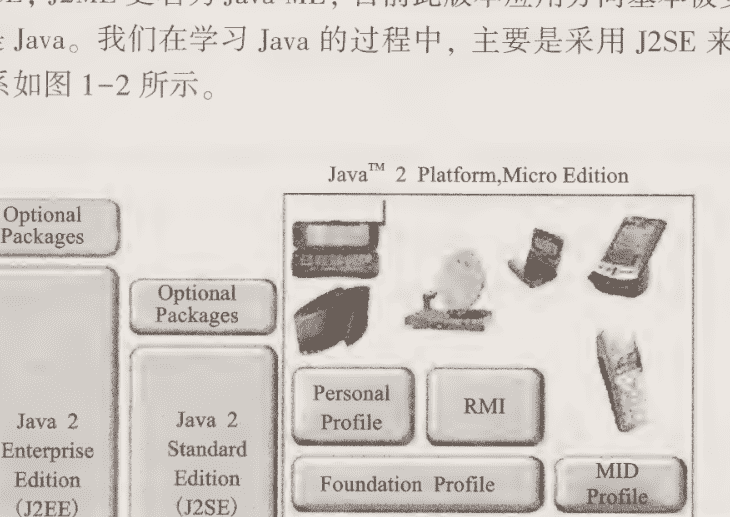 J2ME 更名为 Java ME, 目前此版本应用方向基本被
Java。我们在学习 Java 的过程中, 主要是采用 J2SE 来
系如图 1-2 所示。
Java™ 2 Platform,Micro Edition
Optional
Packages
Optional
Packages
Personal
Profile
RMI
Java 2
Enterprise
Edition
(J2EE)
Java 2
Standard
Edition
(J2SE)
Foundation Profile
MID
Profile